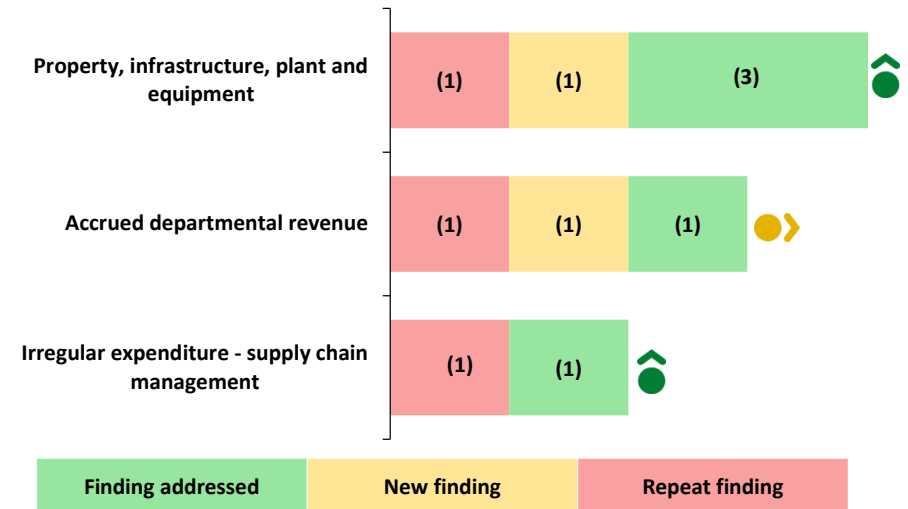 Property, infrastructure, plant and
equipment
(1)
(1)
(3)
Accrued departmental revenue
(1)
(1)
(1)
Irregular expenditure - supply chain
management
(1)
(1)
Finding addressed
New finding
Repeat finding